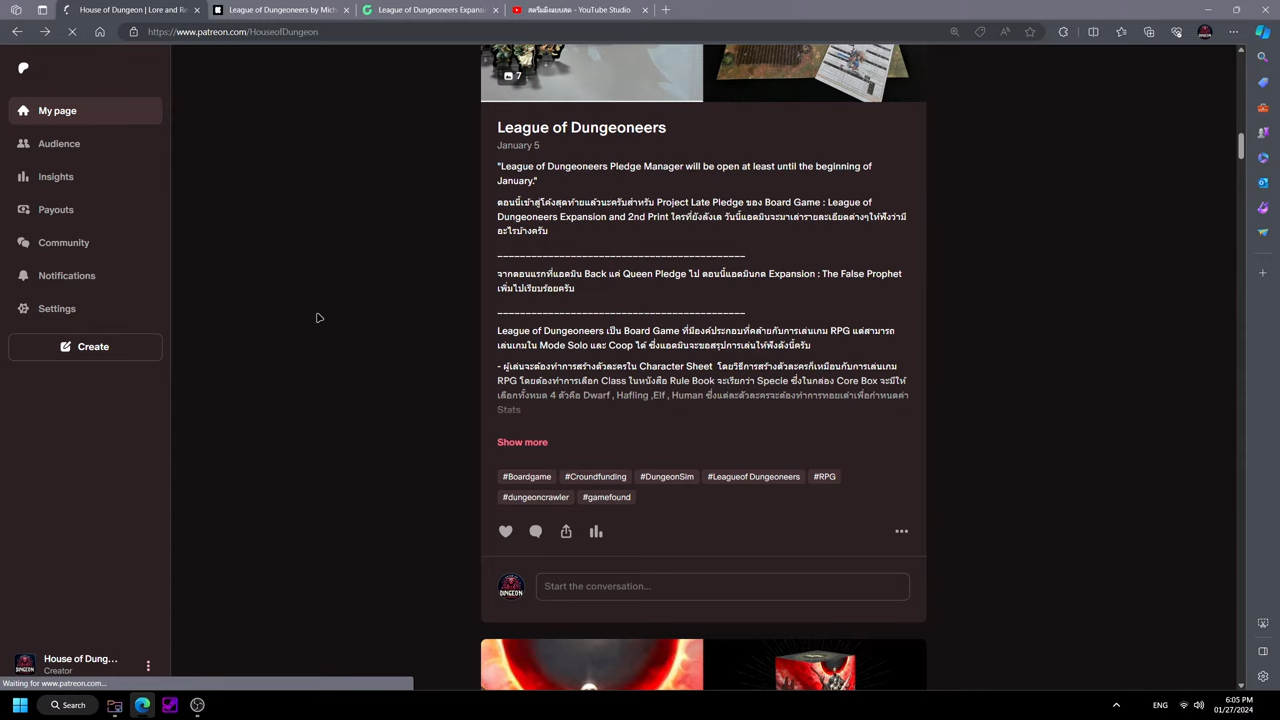 House of Dungeon | Lore and Re
League of Dungeoneers by Mich
League of Dungeoneers Expansi
สตรีมมิงแบบสด - YouTube Studio
https://www.patreon.com/HouseofDungeon
My page
Audience
Insights
Payouts
Community
Notifications
Settings
Create
7
League of Dungeoneers
January 5
"League of Dungeoneers Pledge Manager will be open at least until the beginning of
January."
ตอนนี้เข้าสู่โค้งสุดท้ายแล้วนะครับสำหรับ Project Late Pledge ของ Board Game : League of
Dungeoneers Expansion and 2nd Print ใครที่ยังลังเล วันนี้แอดมินจะมาเล่ารายละเอียดต่างๆให้ฟังว่ามี
อะไรบ้างครับ
_____________________________________________
จากตอนแรกที่แอดมิน Back แค่ Queen Pledge ไป ตอนนี้แอดมินกด Expansion : The False Prophet
เพิ่มไปเรียบร้อยครับ
_____________________________________________
League of Dungeoneers เป็น Board Game ที่มีองค์ประกอบที่คล้ายกับการเล่นเกม RPG แต่สามารถ
เล่นเกมใน Mode Solo และ Coop ได้ ซึ่งแอดมินจะขอสรุปการเล่นให้ฟังดังนี้ครับ
- ผู้เล่นจะต้องทำการสร้างตัวละครใน Character Sheet โดยวิธีการสร้างตัวละครก็เหมือนกับการเล่นเกม
RPG โดยต้องทำการเลือก Class ในหนังสือ Rule Book จะเรียกว่า Specie ซึ่งในกล่อง Core Box จะมีให้
เลือกทั้งหมด 4 ตัวคือ Dwarf , Hafling ,Elf , Human ซึ่งแต่ละตัวละครจะต้องทำการทอยเต๋าเพื่อกำหนดค่า
Stats
Show more
#Boardgame #Croundfunding #DungeonSim #Leagueof Dungeoneers #RPG
#dungeoncrawler #gamefound
DUNGEON
Start the conversation...
House of Dung...
Creator
Waiting for www.patreon.com...
Search
ENG
6:05 PM
01/27/2024